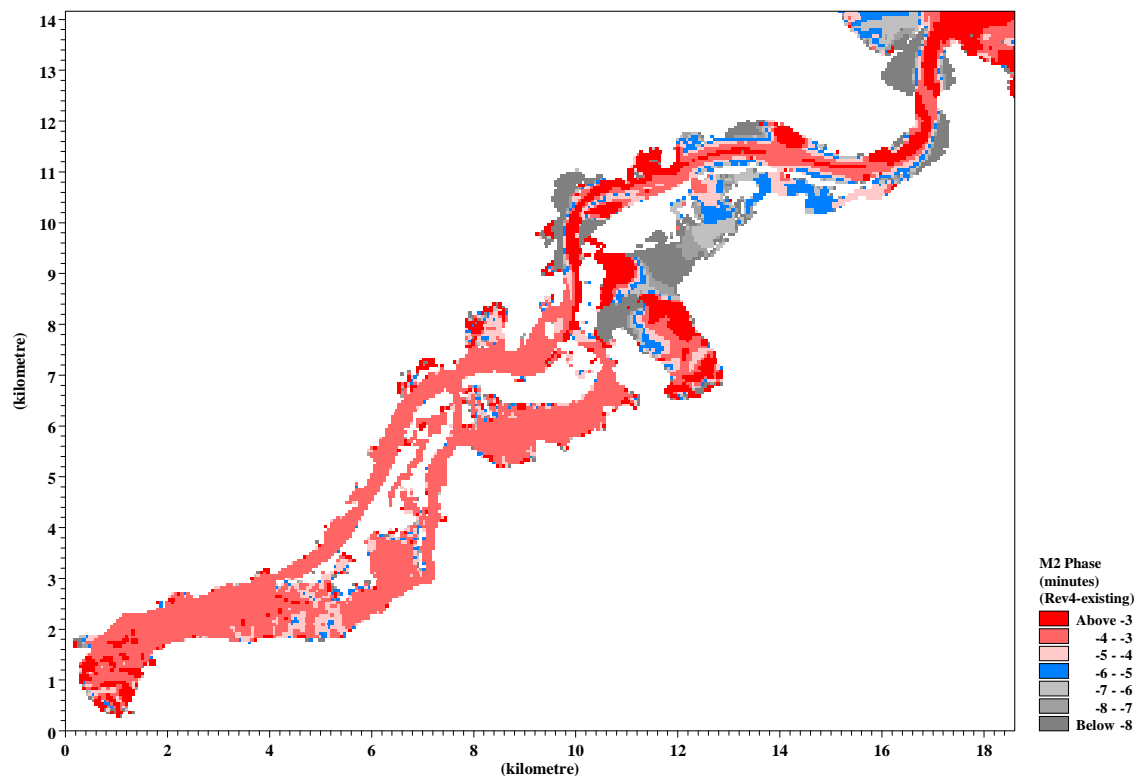 14
13
12
11
10
9
8
7
6
5
4
3
2
1
0
(kilometre)
0 2 4 6 8 10 12 14 16 18
(kilometre)
M2 Phase
(minutes)
(Rev4-existing)
Above -3
-4 - -3
-5 - -4
-6 - -5
-7 - -6
-8 - -7
Below -8